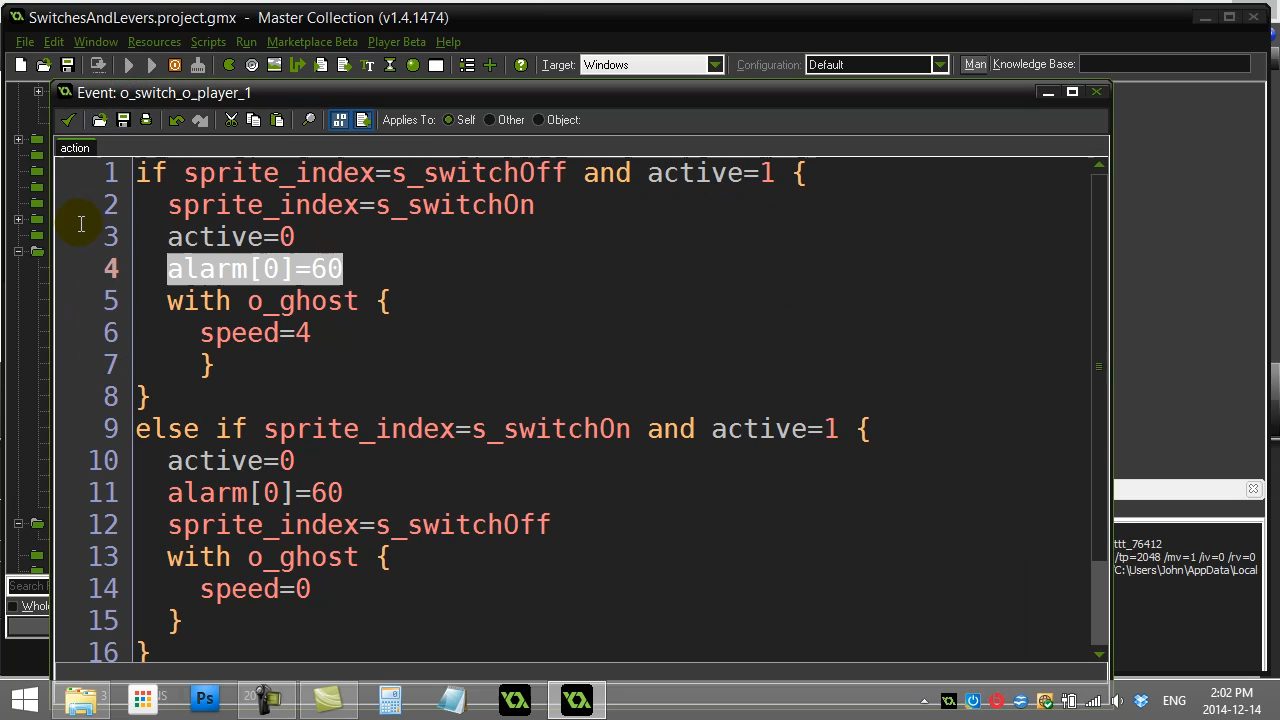 SwitchesAndLevers.project.gmx - Master Collection (v1.4.1474)
File Edit Window Resources Scripts Run Marketplace Beta Player Beta Help
Target: Windows Configuration: Default Man Knowledge Base:
Event: o_switch_o_player_1
Applies To: Self Other Object:
action
1 if sprite_index=s_switchOff and active=1 {
2 sprite_index=s_switchOn
3 active=0
4 alarm[0]=60
5 with o_ghost {
6 speed=4
7 }
8 }
9 else if sprite_index=s_switchOn and active=1 {
10 active=0
11 alarm[0]=60
12 sprite_index=s_switchOff
13 with o_ghost {
14 speed=0
15 }
16 }
ttt_76412
/tp=2048 /mv=1 /iv=0 /rv=0
C:\Users\John\AppData\Local
Search
Whol
Ps
ENG
2:02 PM
2014-12-14